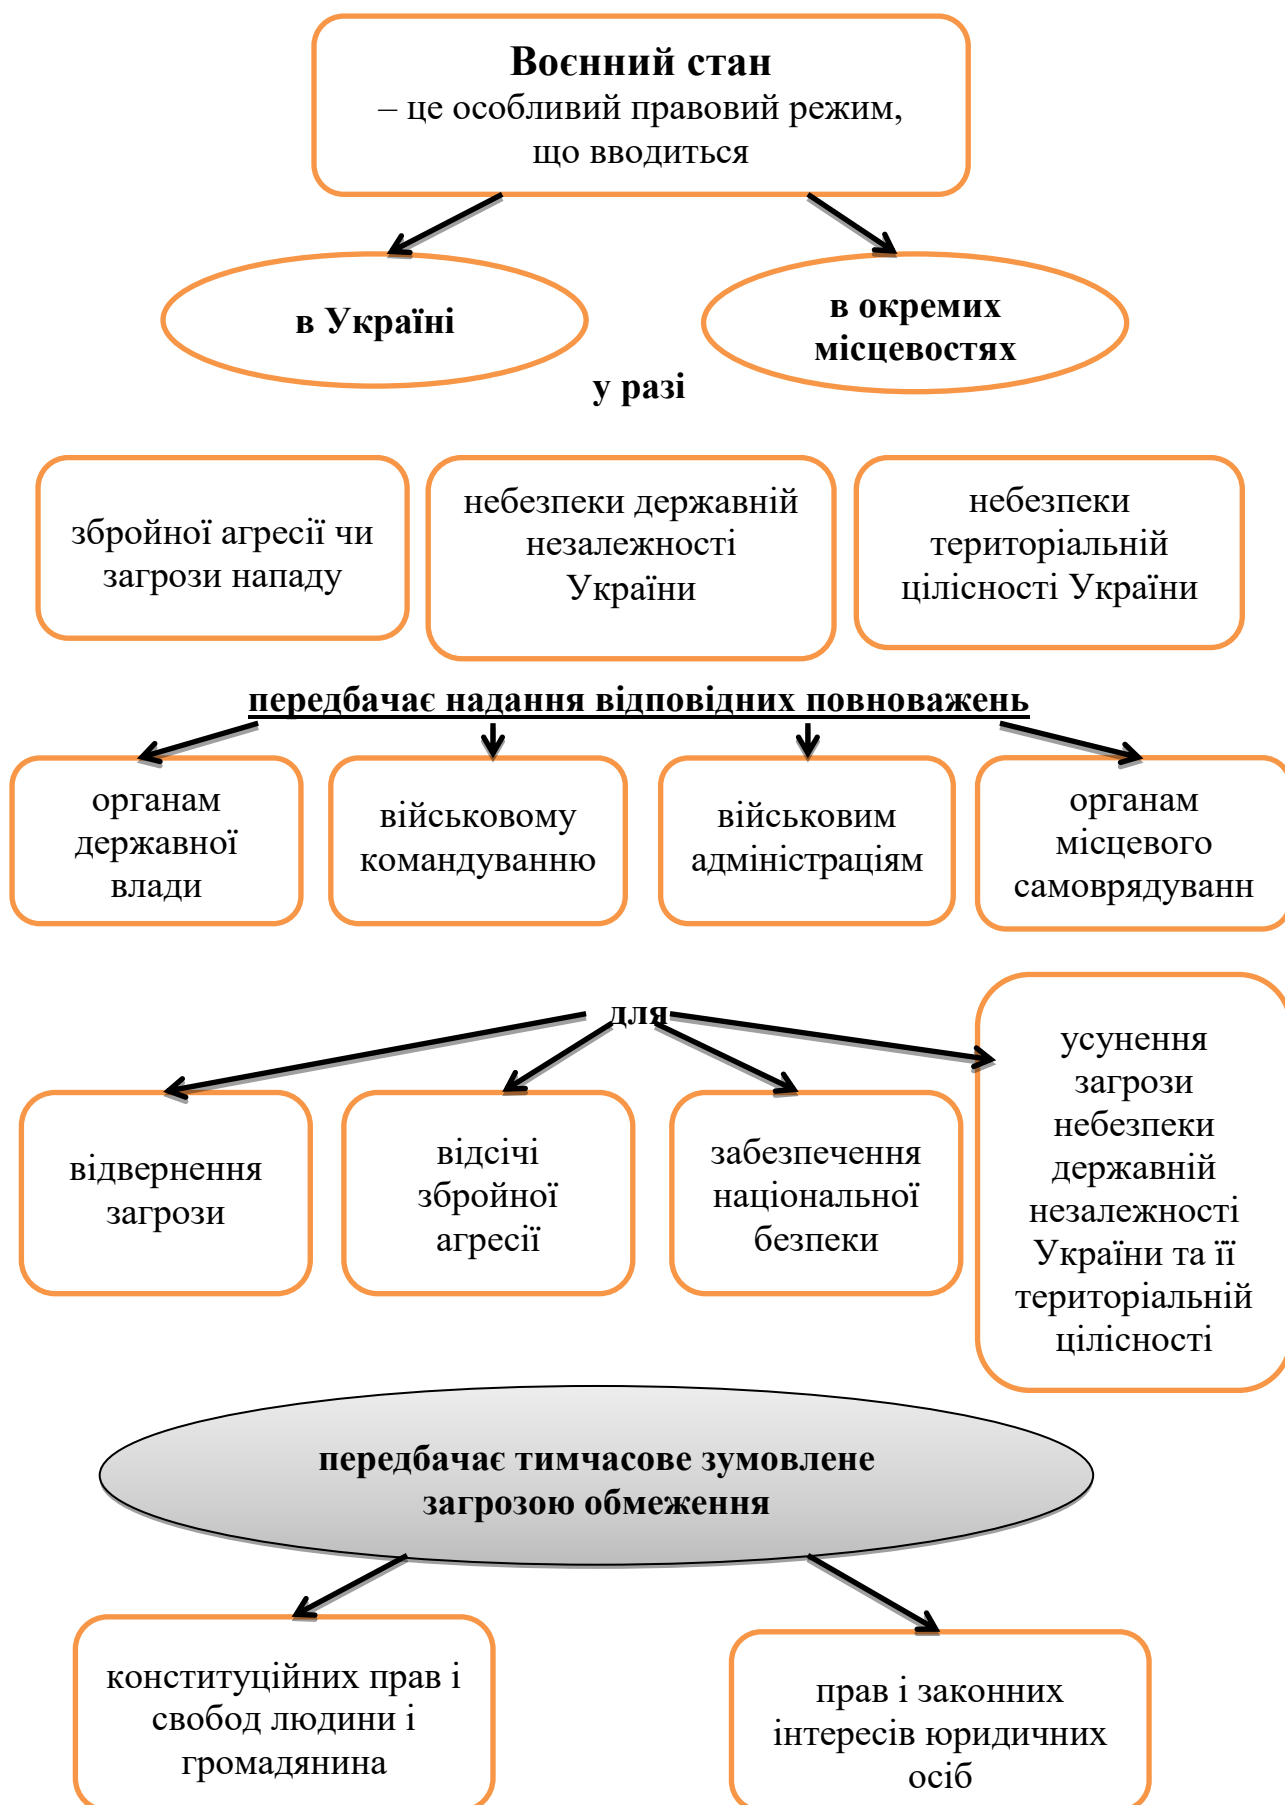 Воєнний стан
– це особливий правовий режим,
що вводиться
в Україні
в окремих
місцевостях
у разі
збройної агресії чи
загрози нападу
небезпеки державній
незалежності
України
небезпеки
територіальній
цілісності України
передбачає надання відповідних повноважень
органам
державної
влади
військовому
командуванню
військовим
адміністраціям
органам
місцевого
самоврядуванн
для
відвернення
загрози
відсічі
збройної
агресії
забезпечення
національної
безпеки
усунення
загрози
небезпеки
державній
незалежності
України та її
територіальній
цілісності
передбачає тимчасове зумовлене
загрозою обмеження
конституційних прав і
свобод людини і
громадянина
прав і законних
інтересів юридичних
осіб